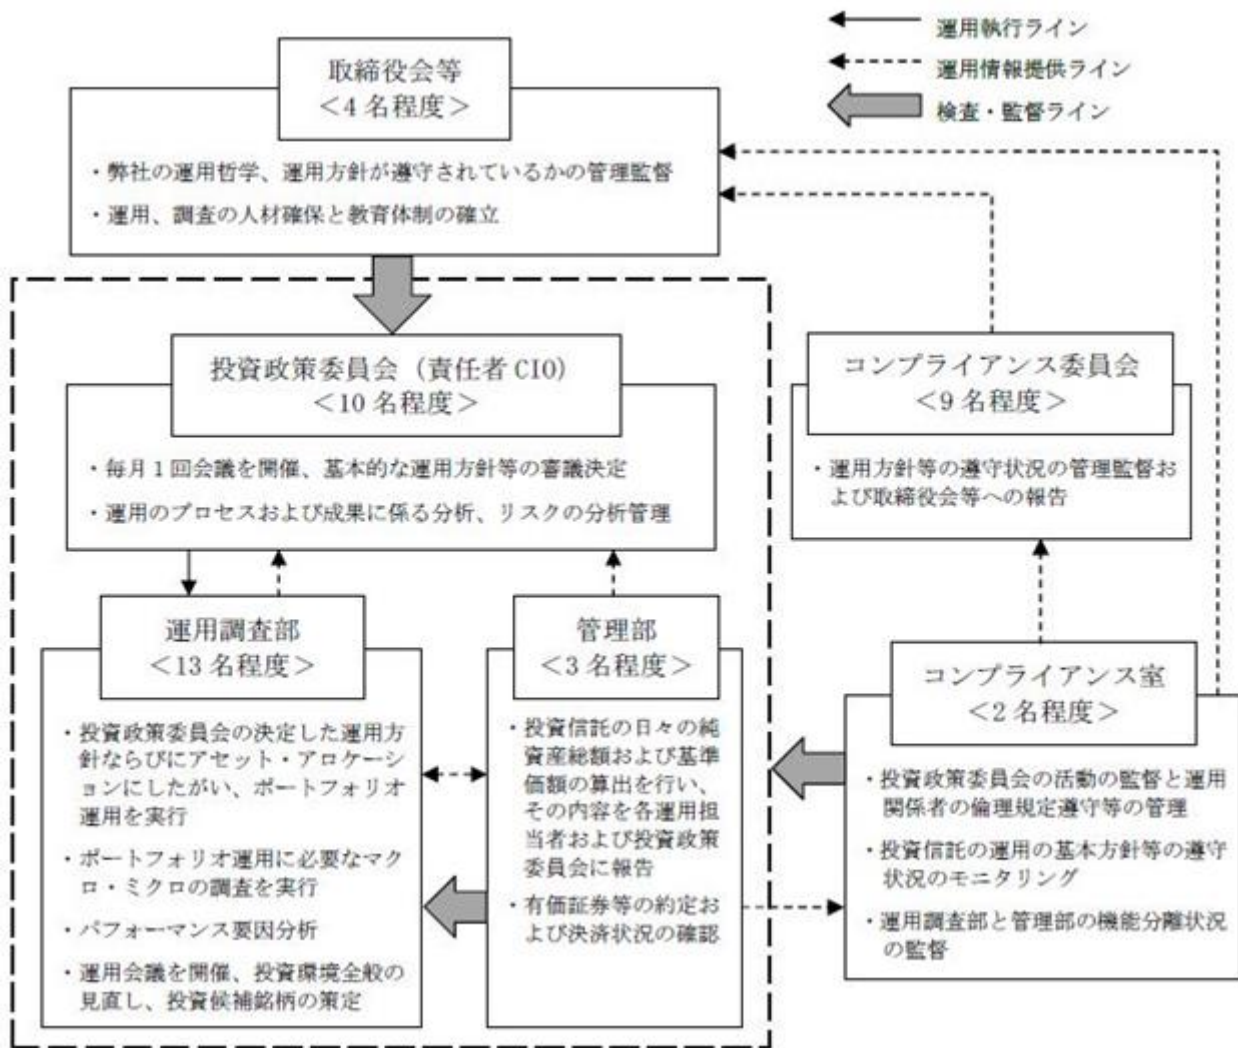 運用執行ライン
運用情報提供ライン
検査・監督ライン
取締役会等
＜4 名程度＞
・弊社の運用哲学、運用方針が遵守されているかの管理監督
・運用、調査の人材確保と教育体制の確立
投資政策委員会（責任者 CIO）
＜10 名程度＞
・毎月 1 回会議を開催、基本的な運用方針等の審議決定
・運用のプロセスおよび成果に係る分析、リスクの分析管理
コンプライアンス委員会
＜9 名程度＞
・運用方針等の遵守状況の管理監督お
よび取締役会等への報告
運用調査部
＜13 名程度＞
・投資政策委員会の決定した運用方
針ならびにアセット・アロケーシ
ョンにしたがい、ポートフォリオ
運用を実行
・ポートフォリオ運用に必要なマク
ロ・ミクロの調査を実行
・パフォーマンス要因分析
・運用会議を開催、投資環境全般の
見直し、投資候補銘柄の策定
管理部
＜3 名程度＞
・投資信託の日々の純
資産総額および基準
価額の算出を行い、
その内容を各運用担
当者および投資政策
委員会に報告
・有価証券等の約定お
よび決済状況の確認
コンプライアンス室
＜2 名程度＞
・投資政策委員会の活動の監督と運用
関係者の倫理規定遵守等の管理
・投資信託の運用の基本方針等の遵守
状況のモニタリング
・運用調査部と管理部の機能分離状況
の監督